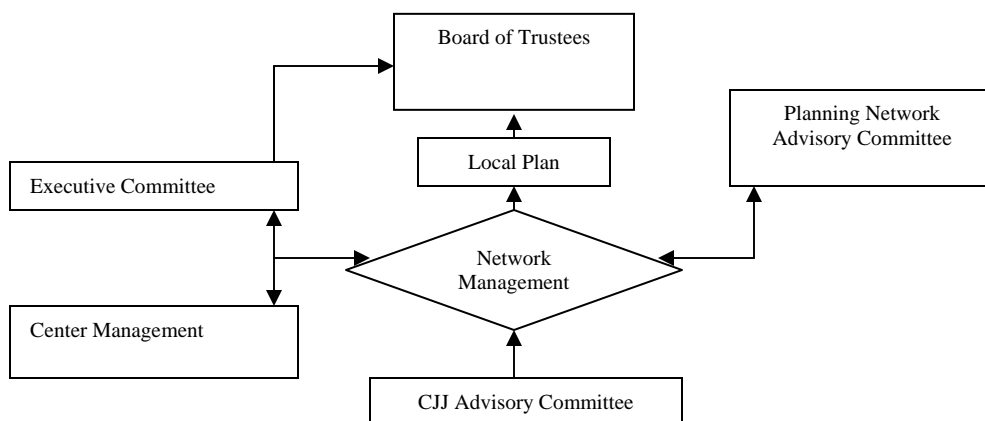 Board of Trustees
Planning Network
Advisory Committee
Local Plan
Executive Committee
Network
Management
Center Management
CJJ Advisory Committee